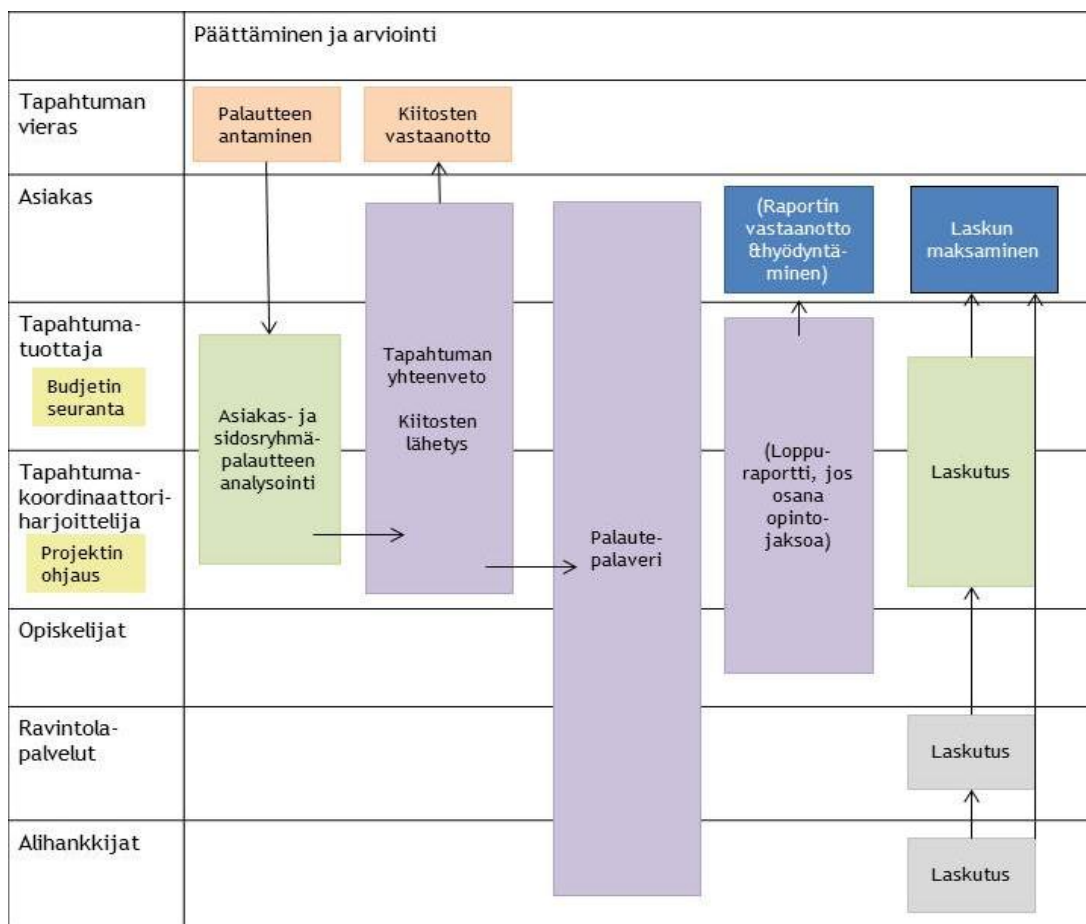 Päättäminen ja arviointi
Tapahtuman
vieras
Palautteen
antaminen
Kiitosten
vastaanotto
Asiakas
(Raportin
vastaanotto
&hyödyntä-
minen)
Laskun
maksaminen
Tapahtuma-
tuottaja
Budjetin
seuranta
Asiakas- ja
sidosryhmä-
palautteen
analysointi
Tapahtuman
yhteenveto
Kiitosten
lähetys
Tapahtuma-
koordinaattori-
harjoittelija
Projektin
ohjaus
Palaute-
palaveri
(Loppu-
raportti, jos
osana
opinto-
jaksoa)
Laskutus
Opiskelijat
Ravintola-
palvelut
Laskutus
Alihankkijat
Laskutus